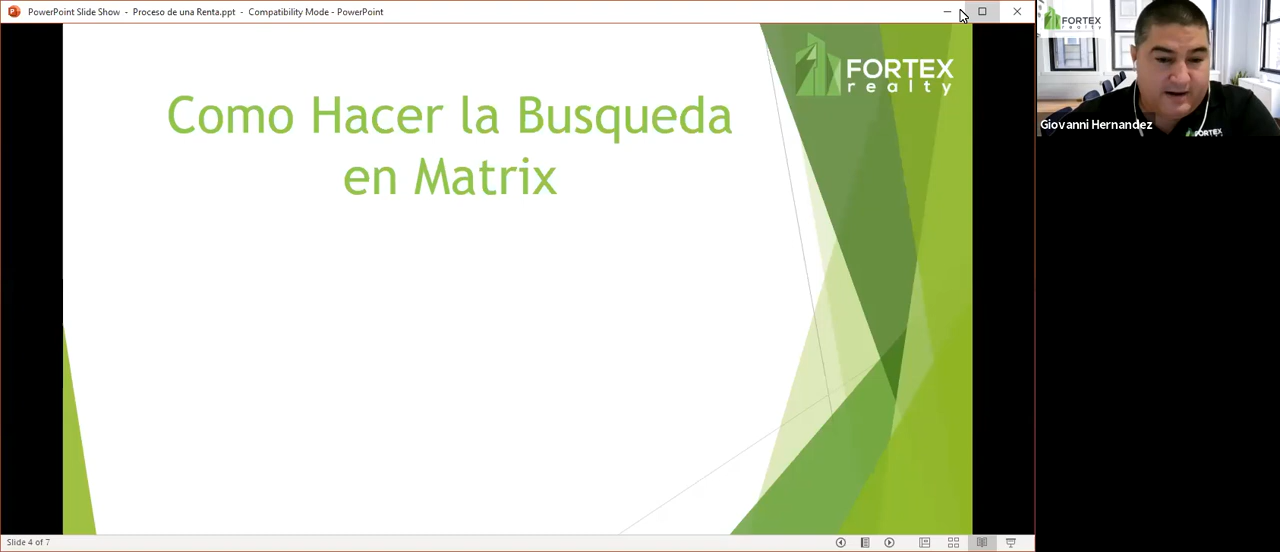 PowerPoint Slide Show - Proceso de una Renta.ppt - Compatibility Mode - PowerPoint
FORTEX
realty
Como Hacer la Busqueda
en Matrix
FORTEX
realty
FORTEX
Giovanni Hernandez
Slide 4 of 7